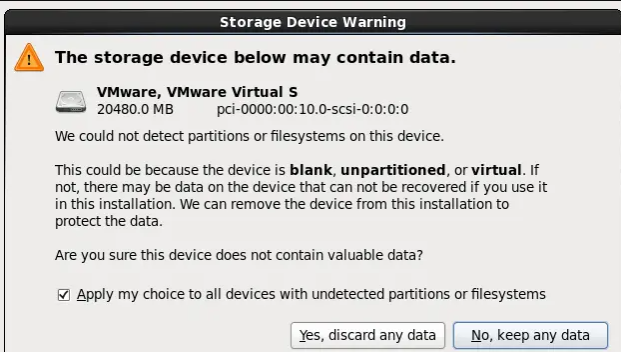 Storage Device Warning
The storage device below may contain data.
VMware, VMware Virtual S
20480.0 MB pci-0000:00:10.0-scsi-0:0:0:0
We could not detect partitions or filesystems on this device.
This could be because the device is blank, unpartitioned, or virtual. If
not, there may be data on the device that can not be recovered if you use it
in this installation. We can remove the device from this installation to
protect the data.
Are you sure this device does not contain valuable data?
Apply my choice to all devices with undetected partitions or filesystems
Yes, discard any data No, keep any data